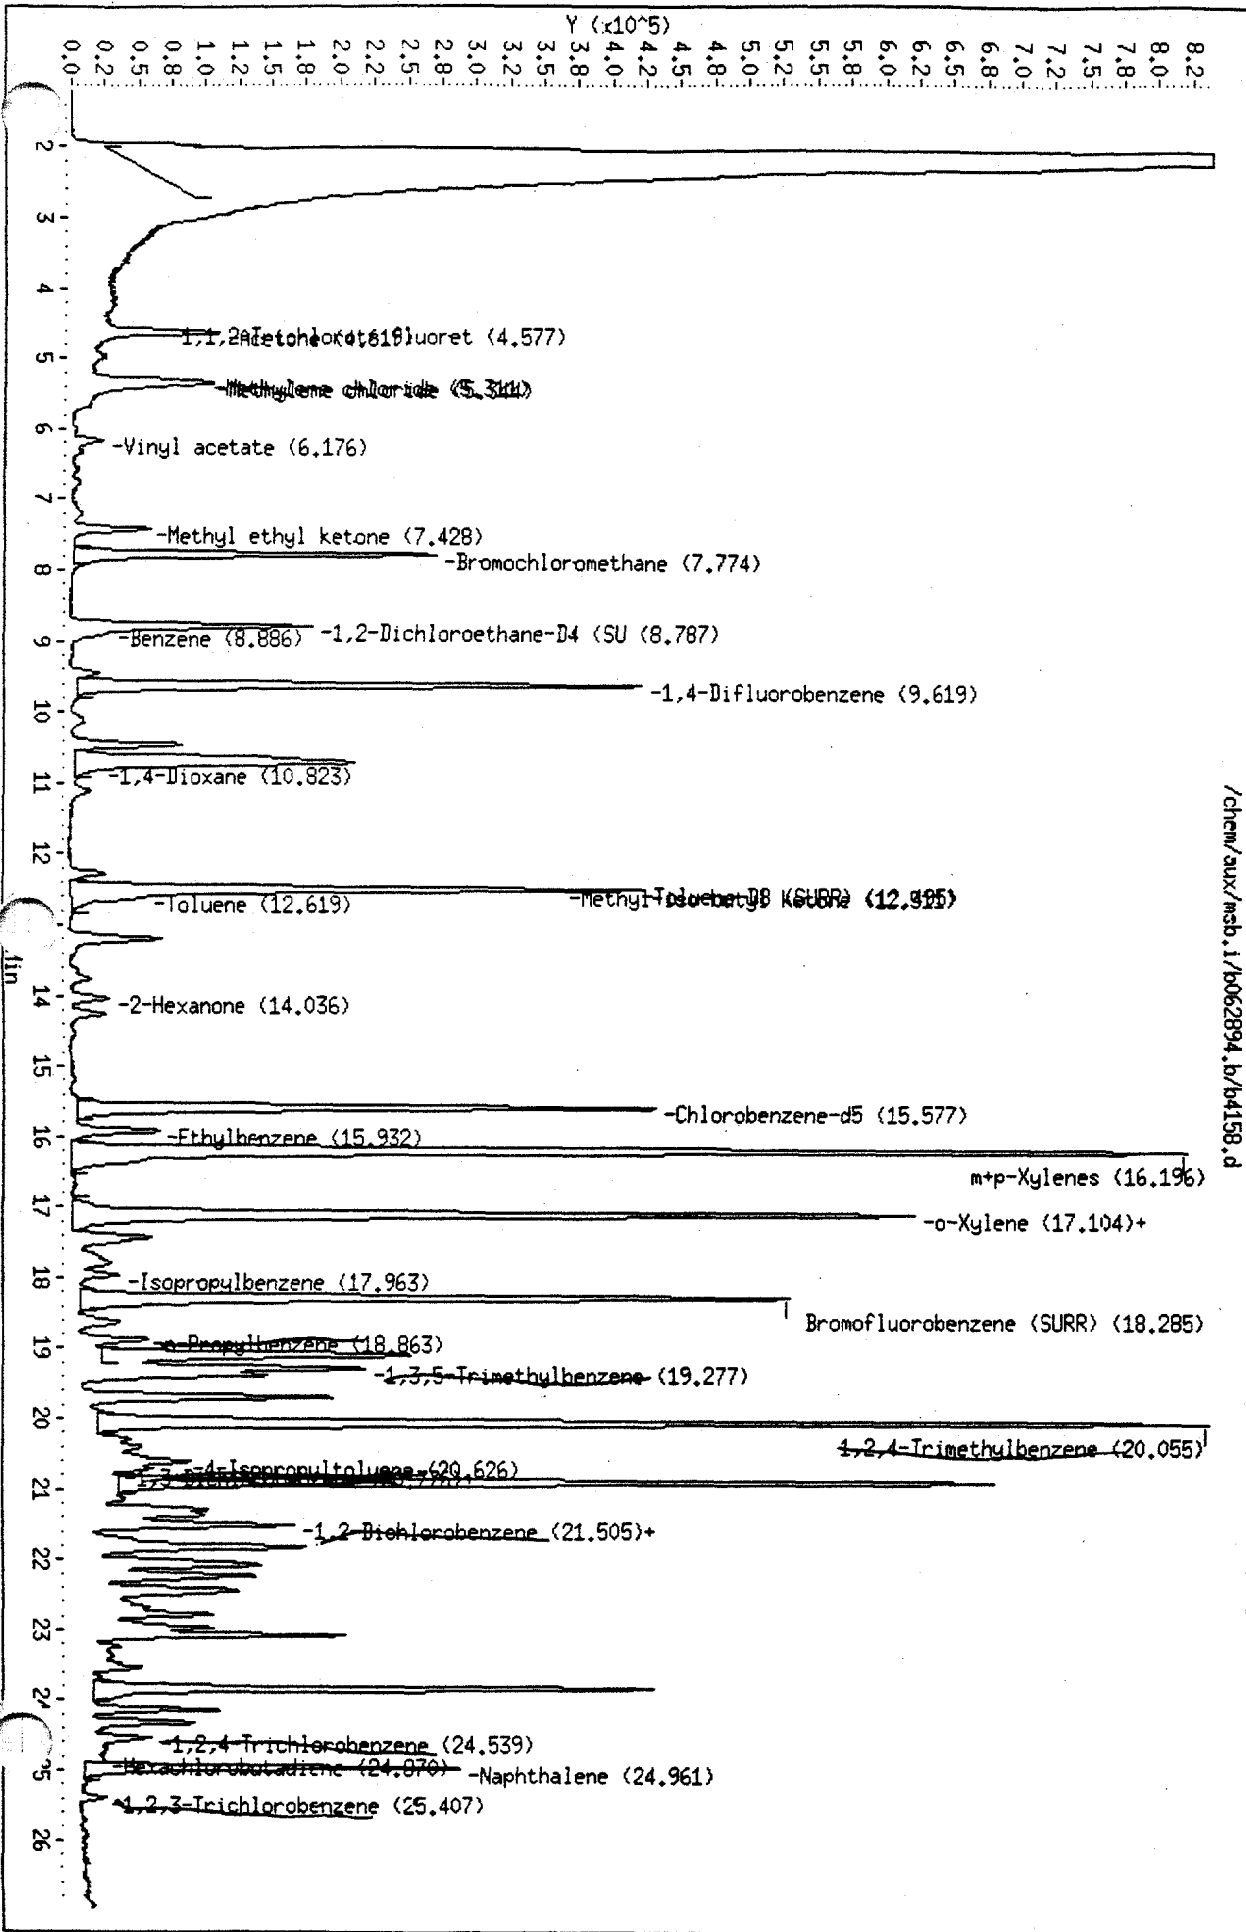 Y (x10^5)
0.0
0.2
0.5
0.8
1.0
1.2
1.5
1.8
2.0
2.2
2.5
2.8
3.0
3.2
3.5
3.8
4.0
4.2
4.5
4.8
5.0
5.2
5.5
5.8
6.0
6.2
6.5
6.8
7.0
7.2
7.5
7.8
8.0
8.2
/chem/aux/msb.i/b062894.b/b4158.d
2
3
4
(4.577)
5
-Methylene chloride
6
-Vinyl acetate (6.176)
7
-Methyl ethyl ketone (7.428)
8
-Bromochloromethane (7.774)
9
-Benzene (8.886)
-1,2-Dichloroethane-D4 (SU (8.787)
-1,4-Difluorobenzene (9.619)
10
-1,4-Dioxane (10.823)
11
12
-Toluene (12.619)
14
-2-Hexanone (14.036)
15
-Chlorobenzene-d5 (15.577)
16
-Ethylbenzene (15.932)
m+p-Xylenes (16.196)
17
-o-Xylene (17.104)+
18
-Isopropylbenzene (17.963)
Bromofluorobenzene (SURR) (18.285)
19
-n-Propylbenzene (18.863)
-1,3,5-Trimethylbenzene (19.277)
20
1,2,4-Trimethylbenzene (20.055)
-4-Isopropyltoluene (20.626)
21
-1,2-Dichlorobenzene (21.505)+
22
23
24
-1,2,4-Trichlorobenzene (24.539)
25
-Hexachlorobutadiene (24.870)
-Naphthalene (24.961)
-1,2,3-Trichlorobenzene (25.407)
26